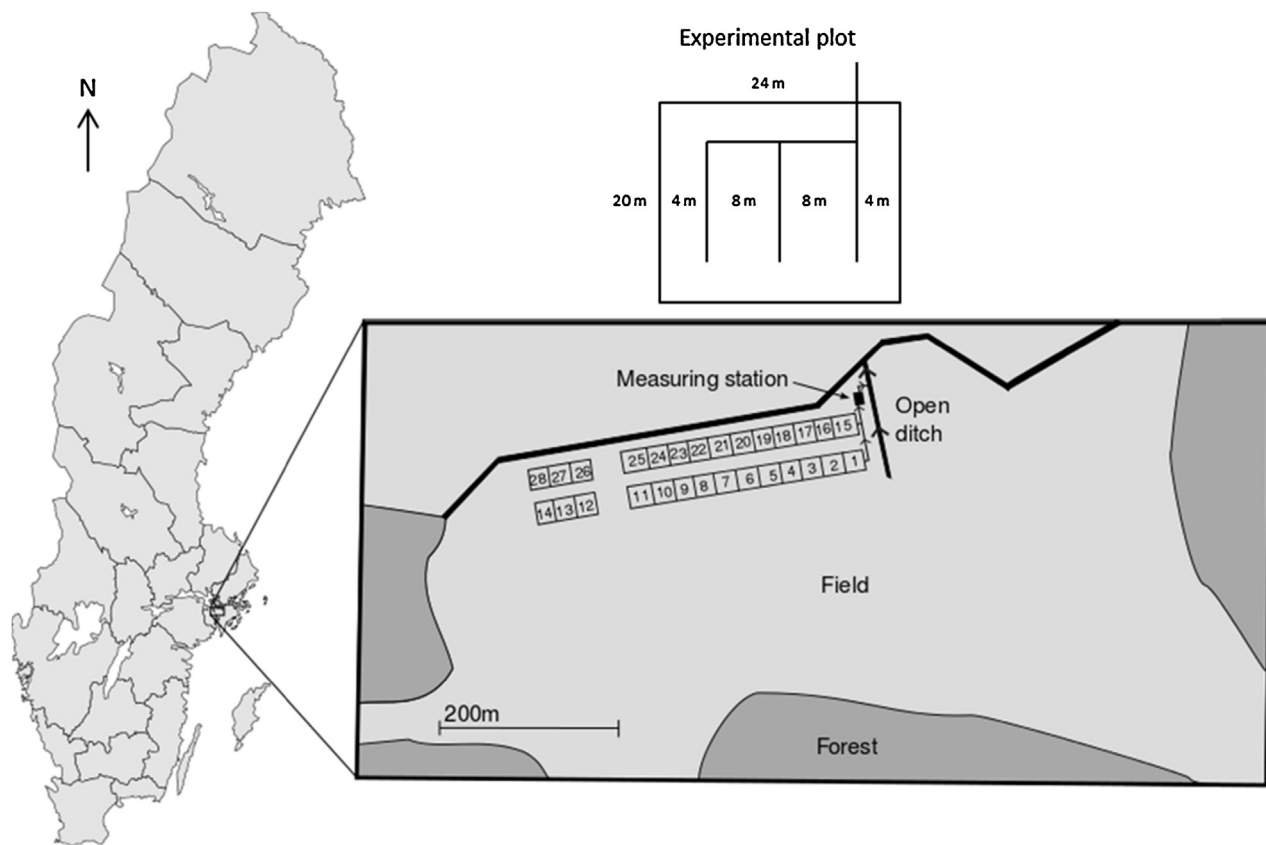 Experimental plot
N
24 m
20 m 4 m 8 m 8 m 4 m
Measuring station
Open
ditch
28 27 26 25 24 23 22 21 20 19 18 17 16 15
14 13 12 11 10 9 8 7 6 5 4 3 2 1
Field
200m
Forest